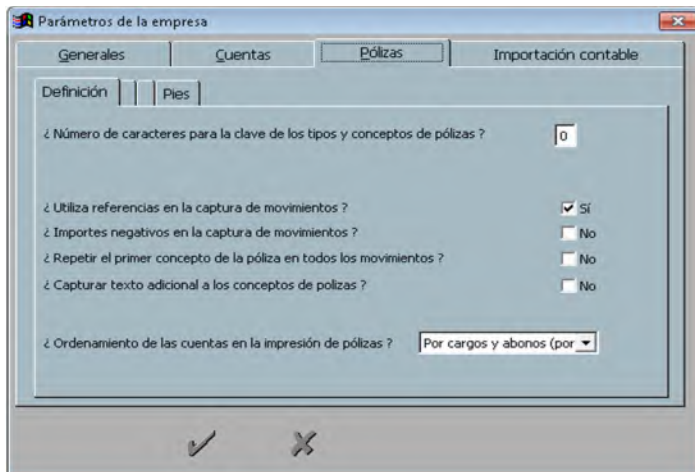 Parámetros de la empresa
Generales Cuentas Pólizas Importación contable
Definición Pies
¿ Número de caracteres para la clave de los tipos y conceptos de pólizas ? 0
¿ Utiliza referencias en la captura de movimientos ? Sí
¿ Importes negativos en la captura de movimientos ? No
¿ Repetir el primer concepto de la póliza en todos los movimientos ? No
¿ Capturar texto adicional a los conceptos de polizas ? No
¿ Ordenamiento de las cuentas en la impresión de pólizas ? Por cargos y abonos (por